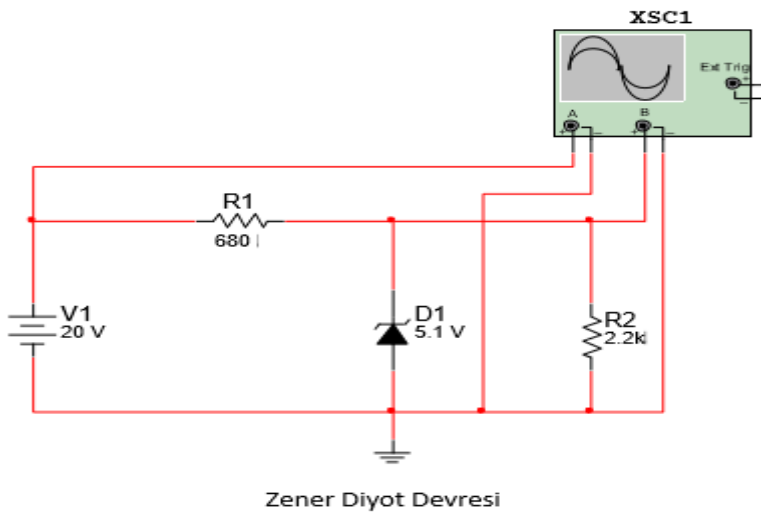 XSC1
Ext Trig
+
−
A
B
+ − + −
R1
680
V1
20 V
D1
5.1 V
R2
2.2k
Zener Diyot Devresi